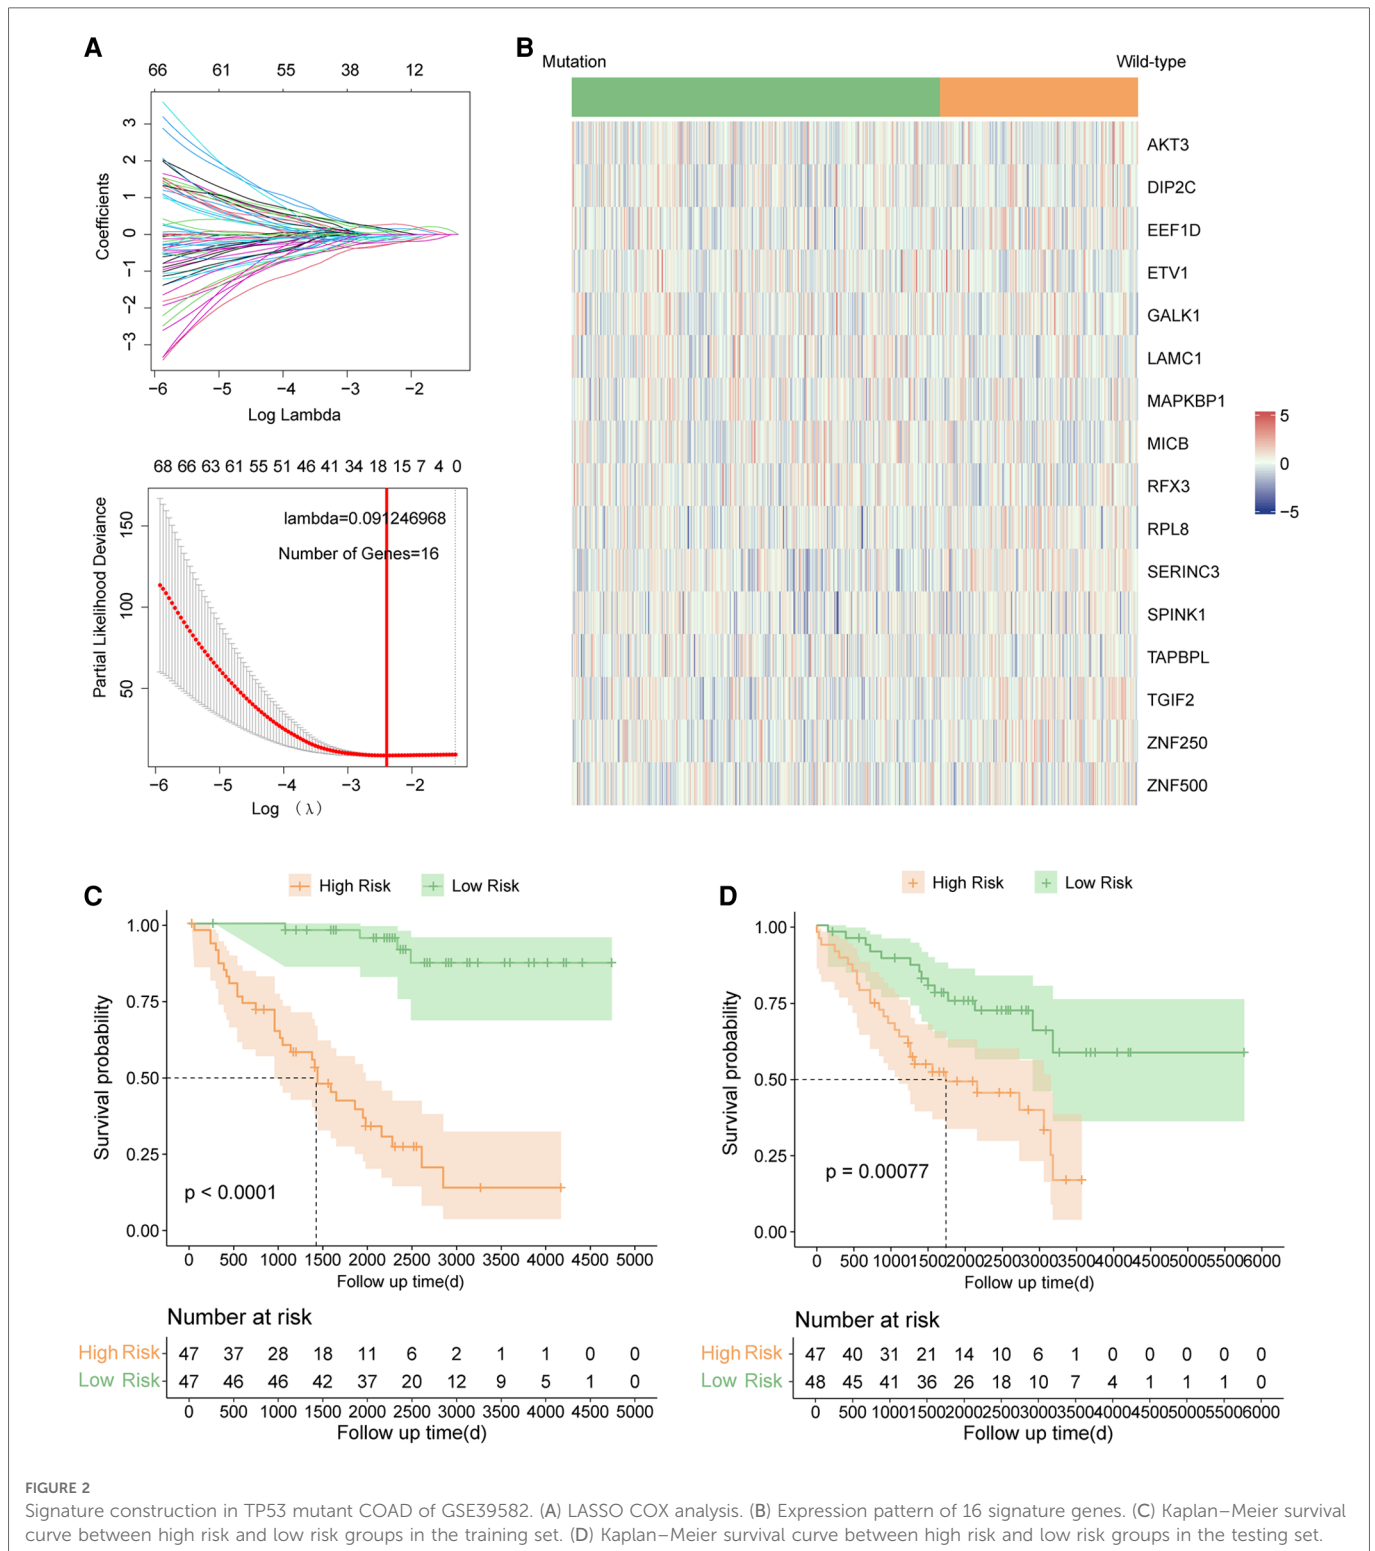 A
66 61 55 38 12
3
2
1
0
−1
−2
−3
Coefficients
−6 −5 −4 −3 −2
Log Lambda
68 66 63 61 55 51 46 41 34 18 15 7 4 0
lambda=0.091246968
Number of Genes=16
150
100
50
Partial Likelihood Deviance
−6 −5 −4 −3 −2
Log （λ）
B
Mutation Wild-type
AKT3
DIP2C
EEF1D
ETV1
GALK1
LAMC1
MAPKBP1
MICB
RFX3
RPL8
SERINC3
SPINK1
TAPBPL
TGIF2
ZNF250
ZNF500
5
0
−5
C
High Risk Low Risk
1.00
0.75
0.50
0.25
0.00
Survival probability
p < 0.0001
0 500 1000 1500 2000 2500 3000 3500 4000 4500 5000
Follow up time(d)
Number at risk
High Risk 47 37 28 18 11 6 2 1 1 0 0
Low Risk 47 46 46 42 37 20 12 9 5 1 0
0 500 1000 1500 2000 2500 3000 3500 4000 4500 5000
Follow up time(d)
D
High Risk Low Risk
1.00
0.75
0.50
0.25
0.00
Survival probability
p = 0.00077
0 500 1000 1500 2000 2500 3000 3500 4000 4500 5000 5500 6000
Follow up time(d)
Number at risk
High Risk 47 40 31 21 14 10 6 1 0 0 0 0 0
Low Risk 48 45 41 36 26 18 10 7 4 1 1 1 0
0 500 1000 1500 2000 2500 3000 3500 4000 4500 5000 5500 6000
Follow up time(d)
FIGURE 2
Signature construction in TP53 mutant COAD of GSE39582. (A) LASSO COX analysis. (B) Expression pattern of 16 signature genes. (C) Kaplan–Meier survival
curve between high risk and low risk groups in the training set. (D) Kaplan–Meier survival curve between high risk and low risk groups in the testing set.